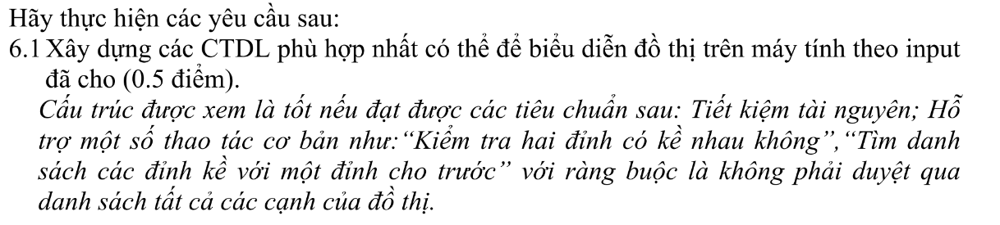 Hãy thực hiện các yêu cầu sau:
6.1 Xây dựng các CTDL phù hợp nhất có thể để biểu diễn đồ thị trên máy tính theo input
đã cho (0.5 điểm).
Cấu trúc được xem là tốt nếu đạt được các tiêu chuẩn sau: Tiết kiệm tài nguyên; Hỗ
trợ một số thao tác cơ bản như:“Kiểm tra hai đỉnh có kề nhau không”,“Tìm danh
sách các đỉnh kề với một đỉnh cho trước” với ràng buộc là không phải duyệt qua
danh sách tất cả các cạnh của đồ thị.